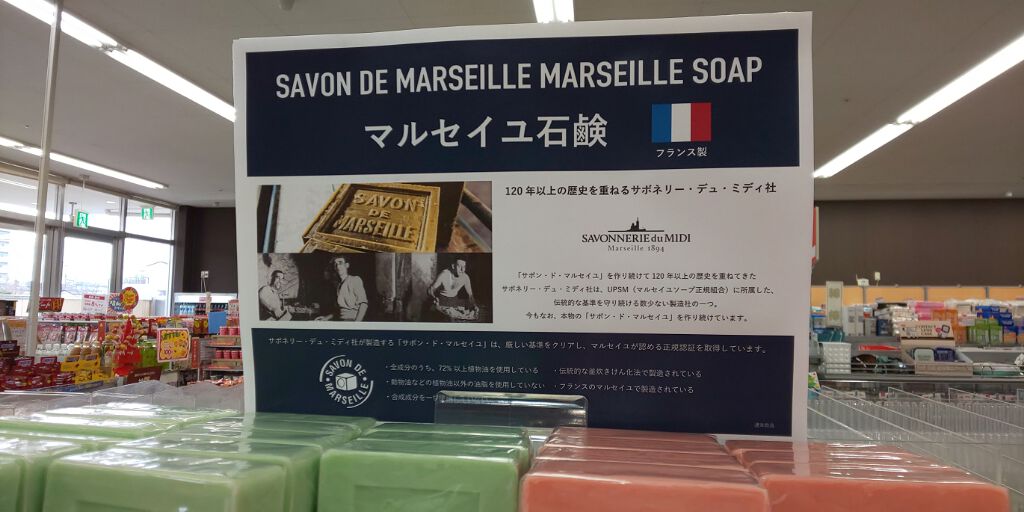 SAVON DE MARSEILLE MARSEILLE SOAP
マルセイユ石鹸
フランス製
SAVON
DE
MARSEILLE
120年以上の歴史を重ねるサボネリー・デュ・ミディ社
SAVONNERIE du MIDI
Marseille 1894
「サボン・ド・マルセイユ」を作り続けて120年以上の歴史を重ねてきた
サボネリー・デュ・ミディ社は、UPSM(マルセイユソープ正規組合)に所属した、
伝統的な基準を守り続ける数少ない製造社の一つ。
今もなお、本物の「サボン・ド・マルセイユ」を作り続けています。
サボネリー・デュ・ミディ社が製造する「サボン・ド・マルセイユ」は、厳しい基準をクリアし、マルセイユが認める正規認証を取得しています。
SAVON DE MARSEILLE
・全成分のうち、72%以上植物油を使用している
・動物油などの植物油以外の油脂を使用していない
・合成成分を一
・伝統的な釜炊きけん化法で製造されている
・フランスのマルセイユで製造されている